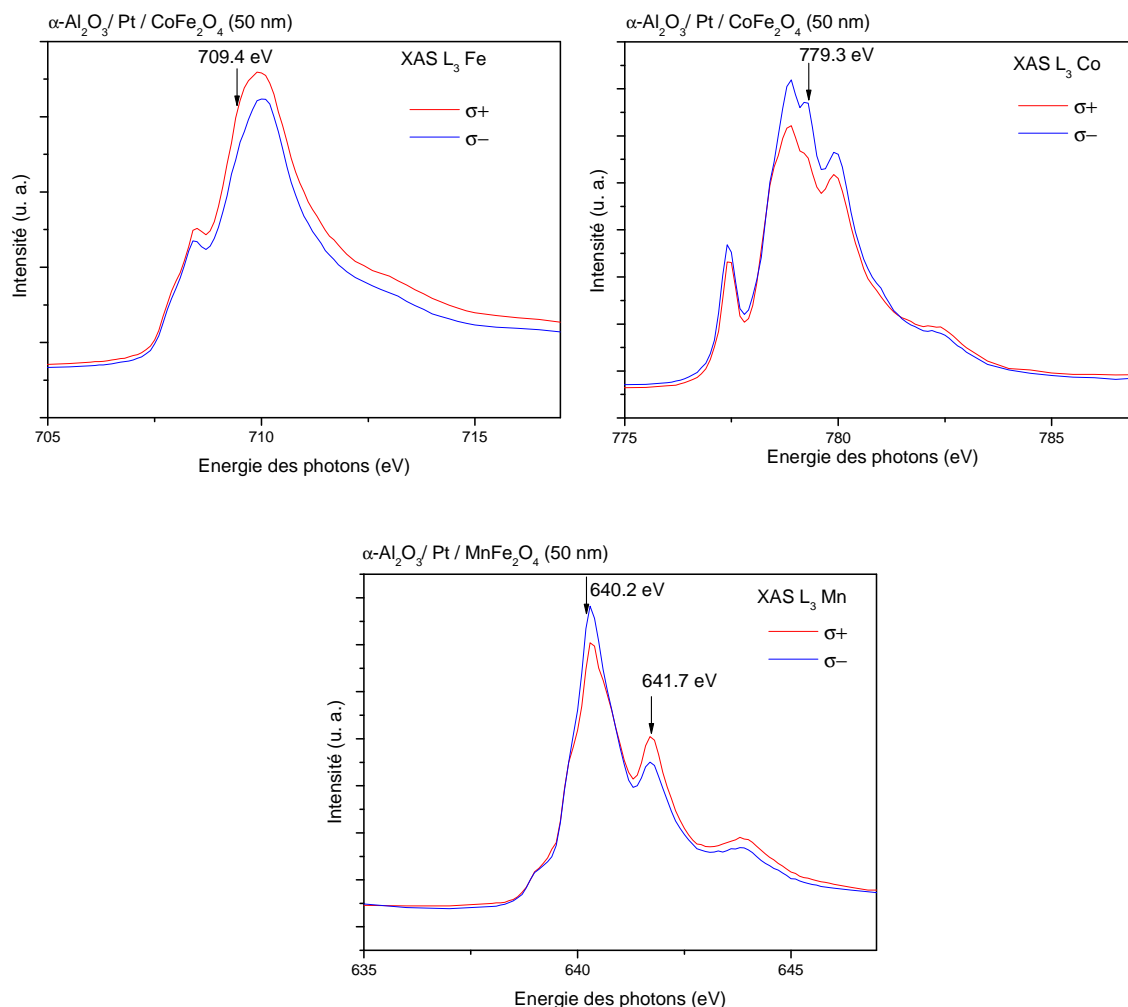 α-Al2O3/ Pt / CoFe2O4 (50 nm)
709.4 eV
XAS L3 Fe
σ+
σ−
Intensité (u. a.)
705
710
715
Energie des photons (eV)
α-Al2O3/ Pt / CoFe2O4 (50 nm)
779.3 eV
XAS L3 Co
σ+
σ−
Intensité (u. a.)
775
780
785
Energie des photons (eV)
α-Al2O3/ Pt / MnFe2O4 (50 nm)
640.2 eV
XAS L3 Mn
σ+
σ−
641.7 eV
Intensité (u. a.)
635
640
645
Energie des photons (eV)